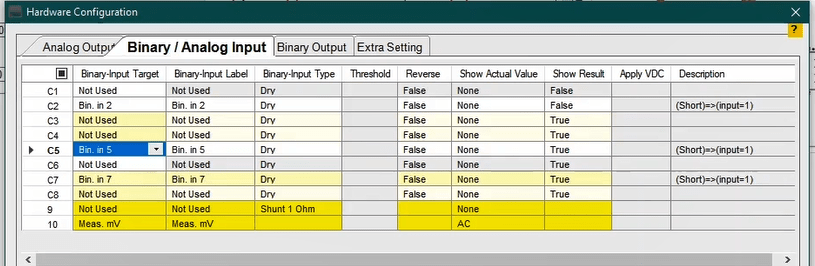 Hardware Configuration
?
Analog Output Binary / Analog Input Binary Output Extra Setting
Binary-Input Target Binary-Input Label Binary-Input Type Threshold Reverse Show Actual Value Show Result Apply VDC Description
C1 Not Used Not Used Dry False None False
C2 Bin. in 2 Bin. in 2 Dry False None False (Short)=>(input=1)
C3 Not Used Not Used Dry False None True
C4 Not Used Not Used Dry False None True
C5 Bin. in 5 Bin. in 5 Dry False None True (Short)=>(input=1)
C6 Not Used Not Used Dry False None True
C7 Bin. in 7 Bin. in 7 Dry False None True (Short)=>(input=1)
C8 Not Used Not Used Dry False None True
9 Not Used Not Used Shunt 1 Ohm None
10 Meas. mV Meas. mV AC